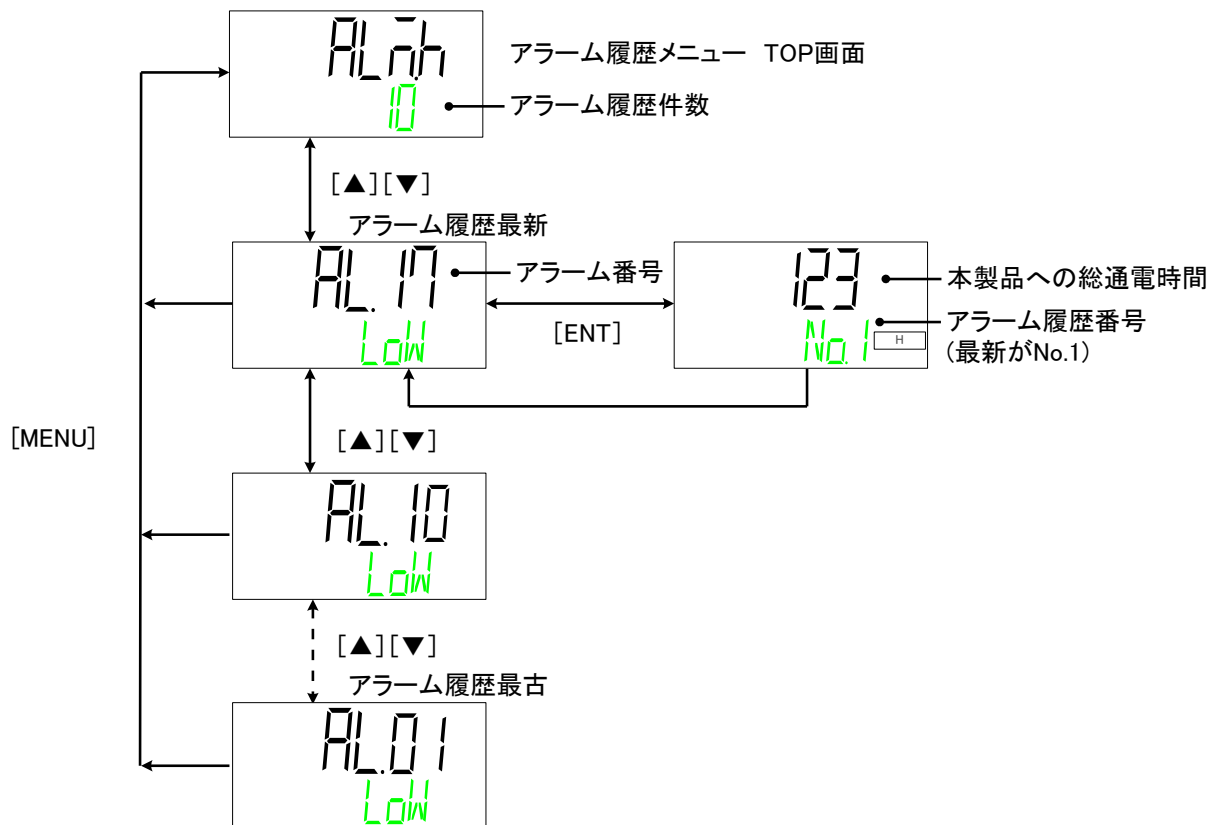 ALm.h
アラーム履歴メニュー TOP画面
10
アラーム履歴件数
[▲][▼]
アラーム履歴最新
AL.17
アラーム番号
LoW
[ENT]
123
本製品への総通電時間
No.1
H
アラーム履歴番号
(最新がNo.1)
[MENU]
[▲][▼]
AL.10
LoW
[▲][▼]
アラーム履歴最古
AL.01
LoW